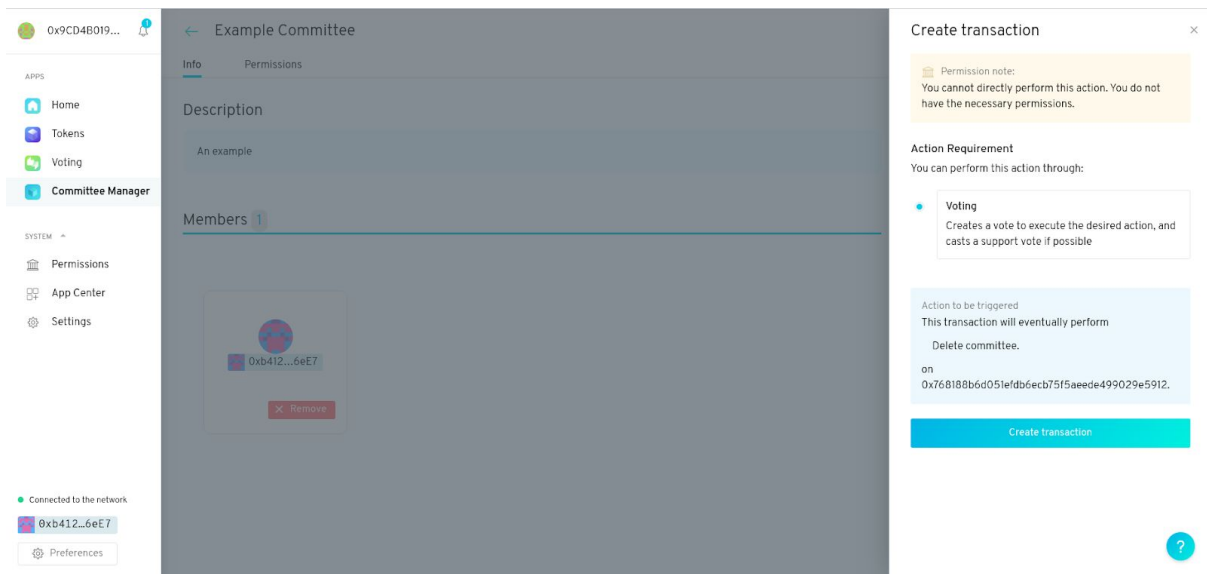 0x9CD4B019...
1
APPS
Home
Tokens
Voting
Committee Manager
SYSTEM
Permissions
App Center
Settings
Connected to the network
0xb412…6eE7
Preferences
← Example Committee
Info Permissions
Description
An example
Members 1
0xb412...6eE7
× Remove
Create transaction ×
Permission note:
You cannot directly perform this action. You do not
have the necessary permissions.
Action Requirement
You can perform this action through:
Voting
Creates a vote to execute the desired action, and
casts a support vote if possible
Action to be triggered
This transaction will eventually perform
Delete committee.
on
0x768188b6d051efdb6ecb75f5aeede499029e5912.
Create transaction
?